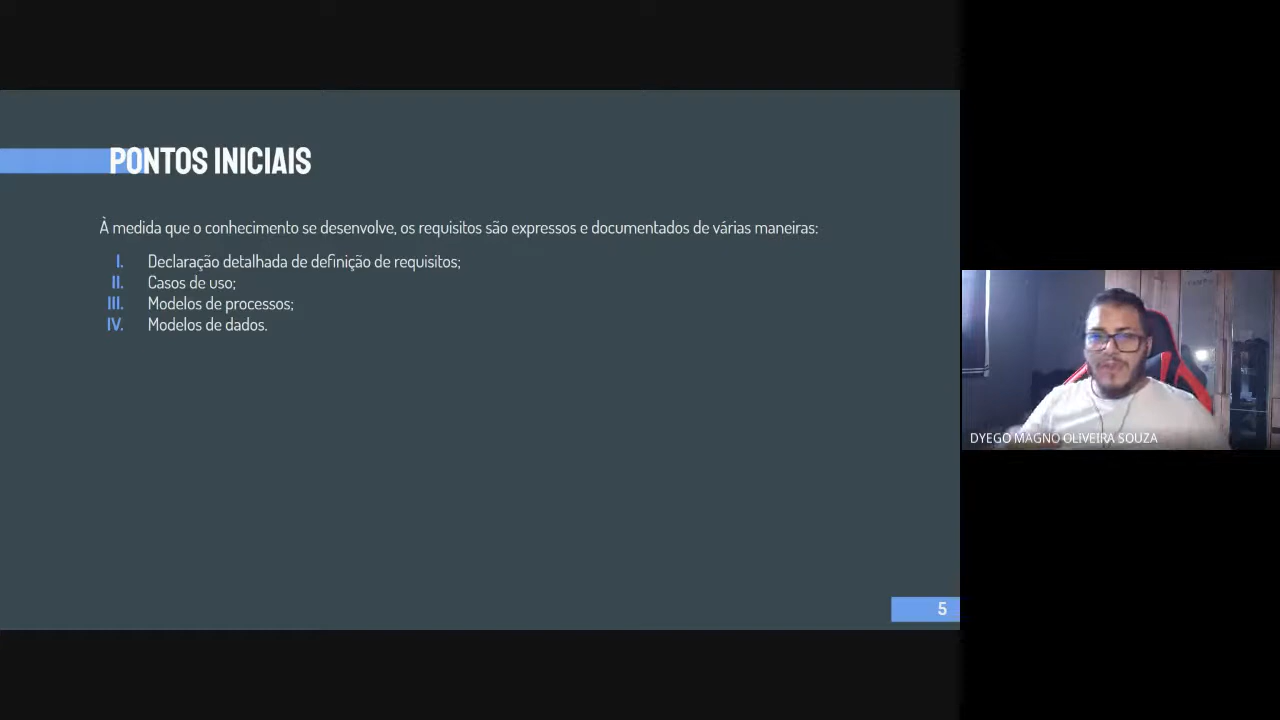 PONTOS INICIAIS
À medida que o conhecimento se desenvolve, os requisitos são expressos e documentados de várias maneiras:
I. Declaração detalhada de definição de requisitos;
II. Casos de uso;
III. Modelos de processos;
IV. Modelos de dados.
DYEGO MAGNO OLIVEIRA SOUZA
5